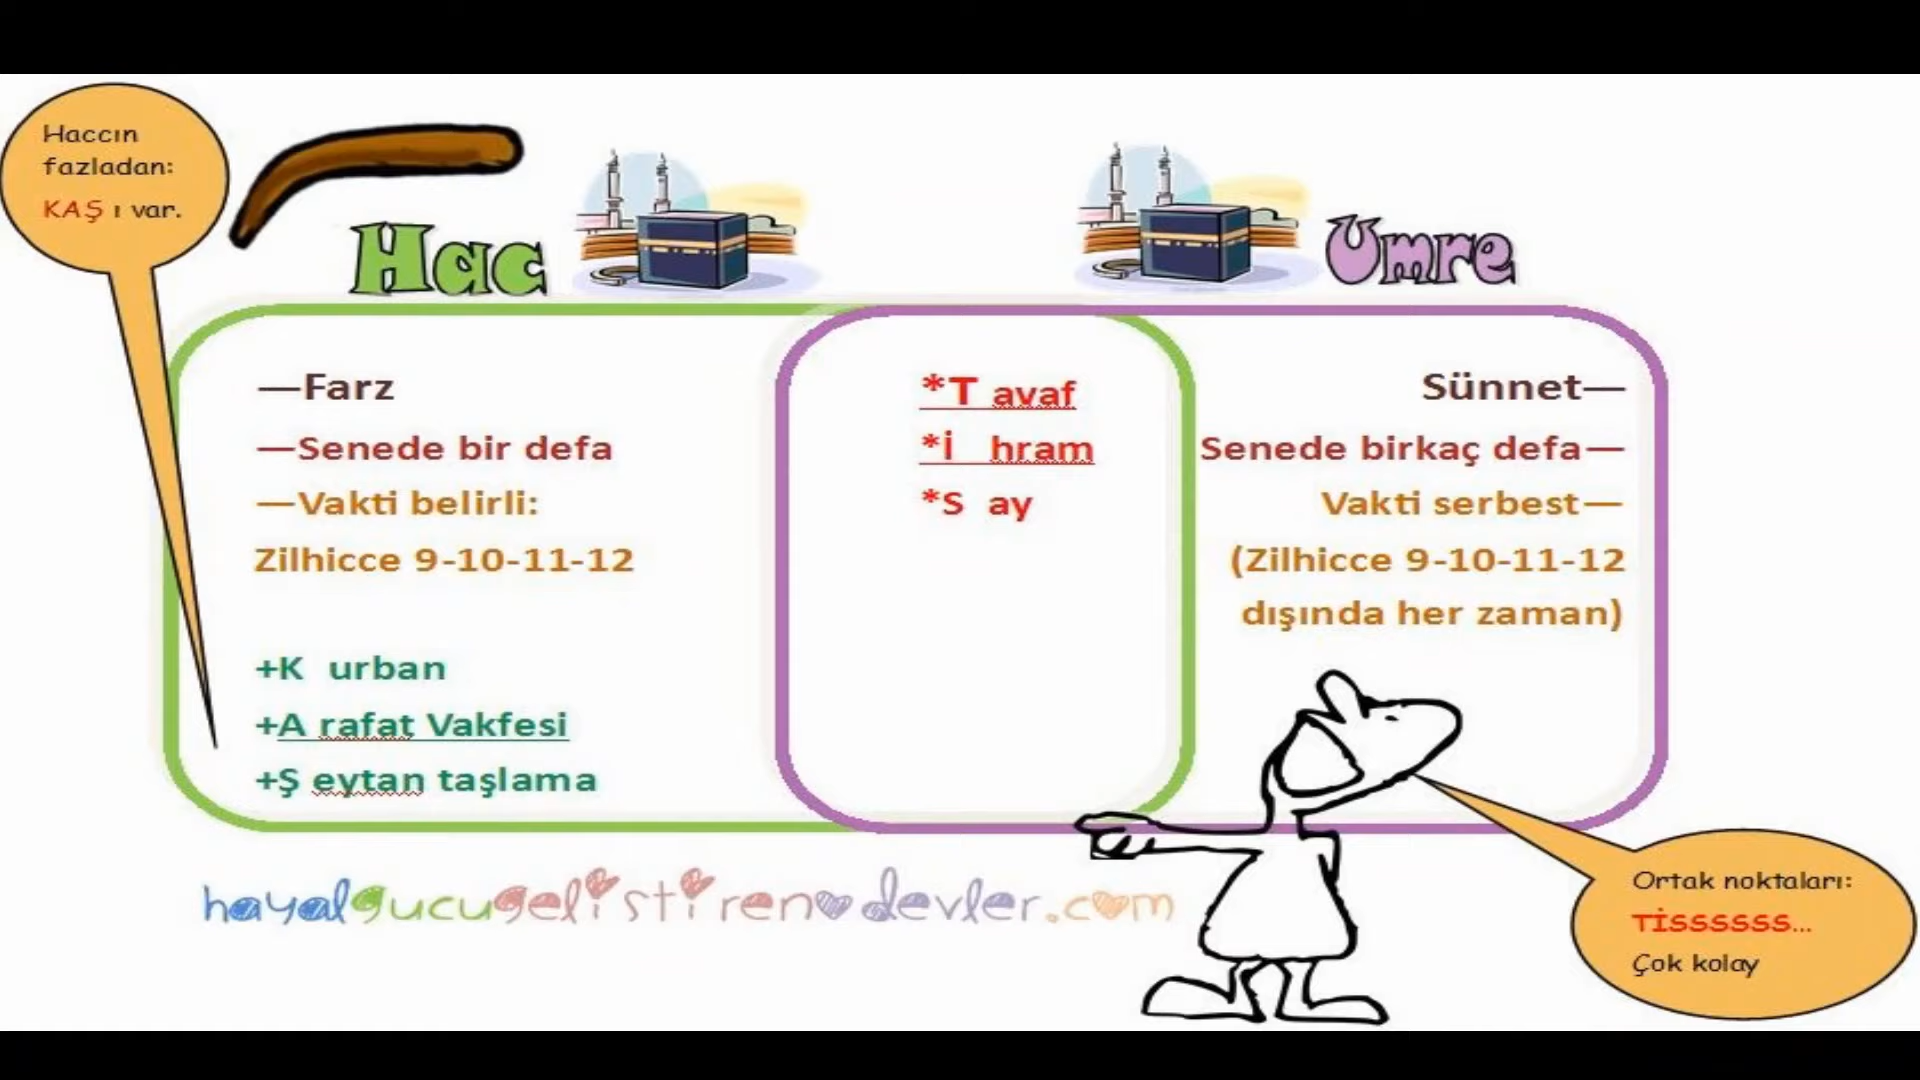 Haccın
fazladan:
KAŞ ı var.
Hac
Umre
—Farz
—Senede bir defa
—Vakti belirli:
Zilhicce 9-10-11-12
+K urban
+A rafat Vakfesi
+Ş eytan taşlama
*T avaf
*İ hram
*S ay
Sünnet—
Senede birkaç defa—
Vakti serbest—
(Zilhicce 9-10-11-12
dışında her zaman)
hayalgucugelistirenodevler.com
Ortak noktaları:
TİSSSSSS...
Çok kolay